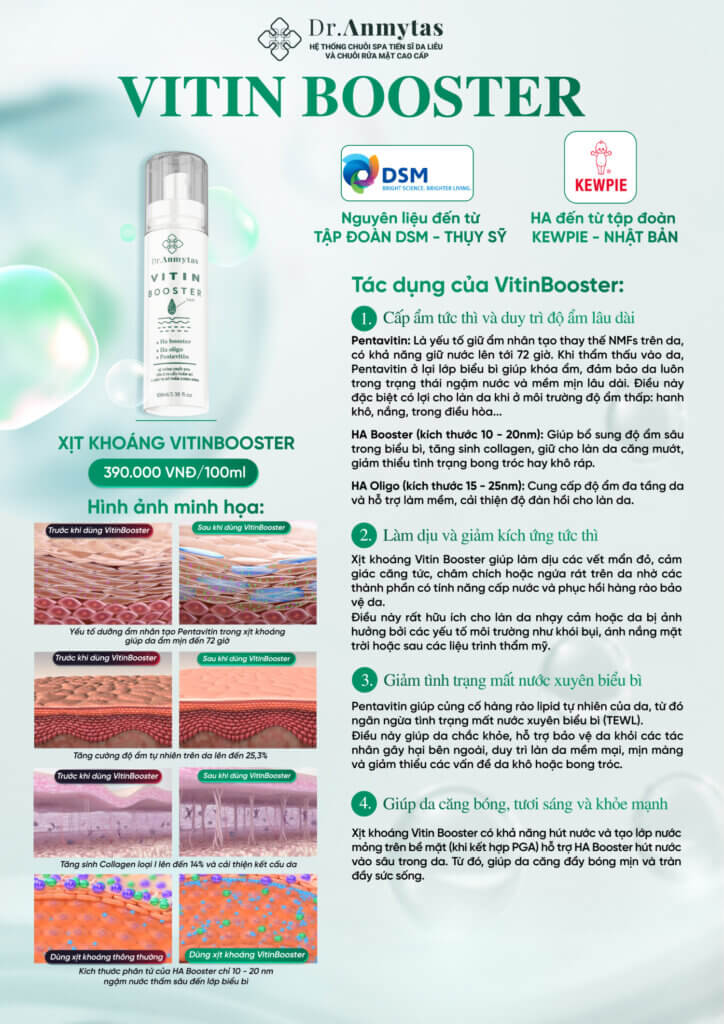 Dr.Anmytas
HỆ THỐNG CHUỖI SPA TIẾN SĨ DA LIỄU
VÀ CHUỖI RỬA MẶT CAO CẤP
VITIN BOOSTER
DSM
BRIGHT SCIENCE. BRIGHTER LIVING.
KEWPIE
Nguyên liệu đến từ
TẬP ĐOÀN DSM - THỤY SỸ
HA đến từ tập đoàn
KEWPIE - NHẬT BẢN
Dr.Anmytas
VITIN
BOOSTER
• Ha booster
• Ha oligo
• Pentavitin
100ml/3.38 fl.oz
XỊT KHOÁNG VITINBOOSTER
390.000 VNĐ/100ml
Hình ảnh minh họa:
Trước khi dùng VitinBooster
Sau khi dùng VitinBooster
Yếu tố dưỡng ẩm nhân tạo Pentavitin trong xịt khoáng
giúp da ẩm mịn đến 72 giờ
Trước khi dùng VitinBooster
Sau khi dùng VitinBooster
Tăng cường độ ẩm tự nhiên trên da lên đến 25,3%
Trước khi dùng VitinBooster
Sau khi dùng VitinBooster
Tăng sinh Collagen loại I lên đến 14% và cải thiện kết cấu da
Dùng xịt khoáng thông thường
Dùng xịt khoáng VitinBooster
Kích thước phân tử của HA Booster chỉ 10 - 20 nm
ngậm nước thấm sâu đến lớp biểu bì
Tác dụng của VitinBooster:
1. Cấp ẩm tức thì và duy trì độ ẩm lâu dài
Pentavitin: Là yếu tố giữ ẩm nhân tạo thay thế NMFs trên da,
có khả năng giữ nước lên tới 72 giờ. Khi thẩm thấu vào da,
Pentavitin ở lại lớp biểu bì giúp khóa ẩm, đảm bảo da luôn
trong trạng thái ngậm nước và mềm mịn lâu dài. Điều này
đặc biệt có lợi cho làn da khi ở môi trường độ ẩm thấp: hanh
khô, nắng, trong điều hòa...
HA Booster (kích thước 10 - 20nm): Giúp bổ sung độ ẩm sâu
trong biểu bì, tăng sinh collagen, giữ cho làn da căng mướt,
giảm thiểu tình trạng bong tróc hay khô ráp.
HA Oligo (kích thước 15 - 25nm): Cung cấp độ ẩm đa tầng da
và hỗ trợ làm mềm, cải thiện độ đàn hồi cho làn da.
2. Làm dịu và giảm kích ứng tức thì
Xịt khoáng Vitin Booster giúp làm dịu các vết mẩn đỏ, cảm
giác căng tức, châm chích hoặc ngứa rát trên da nhờ các
thành phần có tính năng cấp nước và phục hồi hàng rào bảo
vệ da.
Điều này rất hữu ích cho làn da nhạy cảm hoặc da bị ảnh
hưởng bởi các yếu tố môi trường như khói bụi, ánh nắng mặt
trời hoặc sau các liệu trình thẩm mỹ.
3. Giảm tình trạng mất nước xuyên biểu bì
Pentavitin giúp củng cố hàng rào lipid tự nhiên của da, từ đó
ngăn ngừa tình trạng mất nước xuyên biểu bì (TEWL).
Điều này giúp da chắc khỏe, hỗ trợ bảo vệ da khỏi các tác
nhân gây hại bên ngoài, duy trì làn da mềm mại, mịn màng
và giảm thiểu các vấn đề da khô hoặc bong tróc.
4. Giúp da căng bóng, tươi sáng và khỏe mạnh
Xịt khoáng Vitin Booster có khả năng hút nước và tạo lớp nước
mỏng trên bề mặt (khi kết hợp PGA) hỗ trợ HA Booster hút nước
vào sâu trong da. Từ đó, giúp da căng đầy bóng mịn và tràn
đầy sức sống.